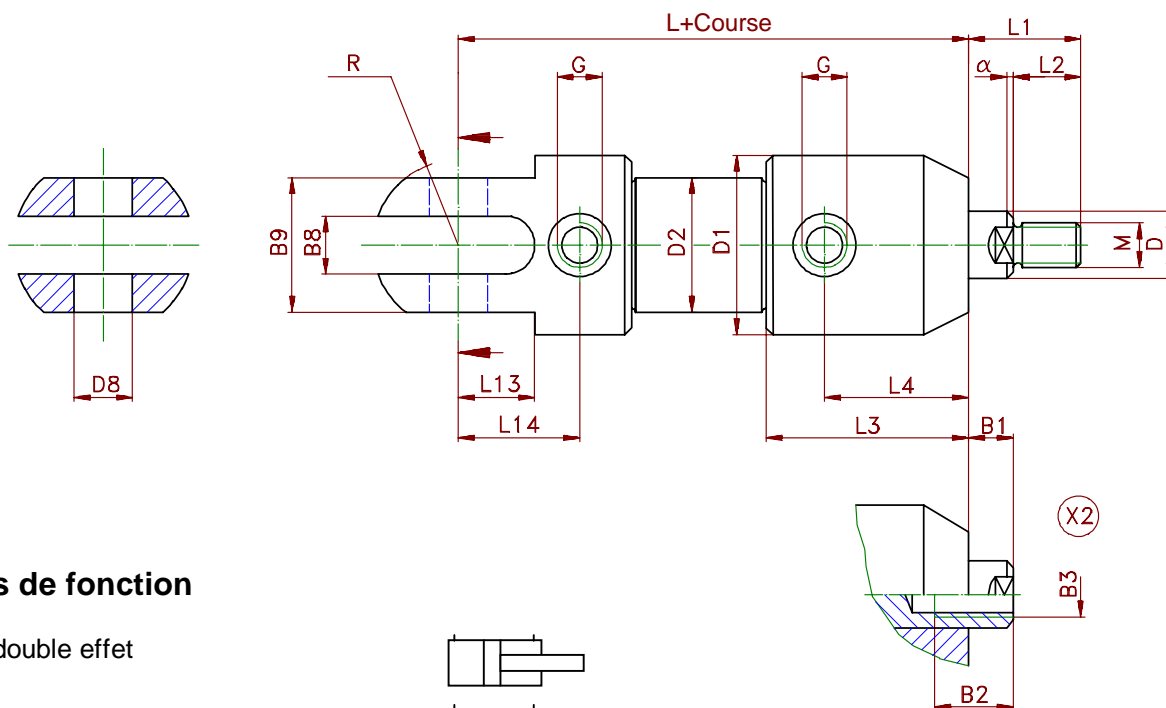 L+Course
L1
R
G
G
α
L2
B9
B8
D2
D1
M
D
D8
L13
L14
L4
L3
B1
X2
B3
B2
s de fonction
double effet